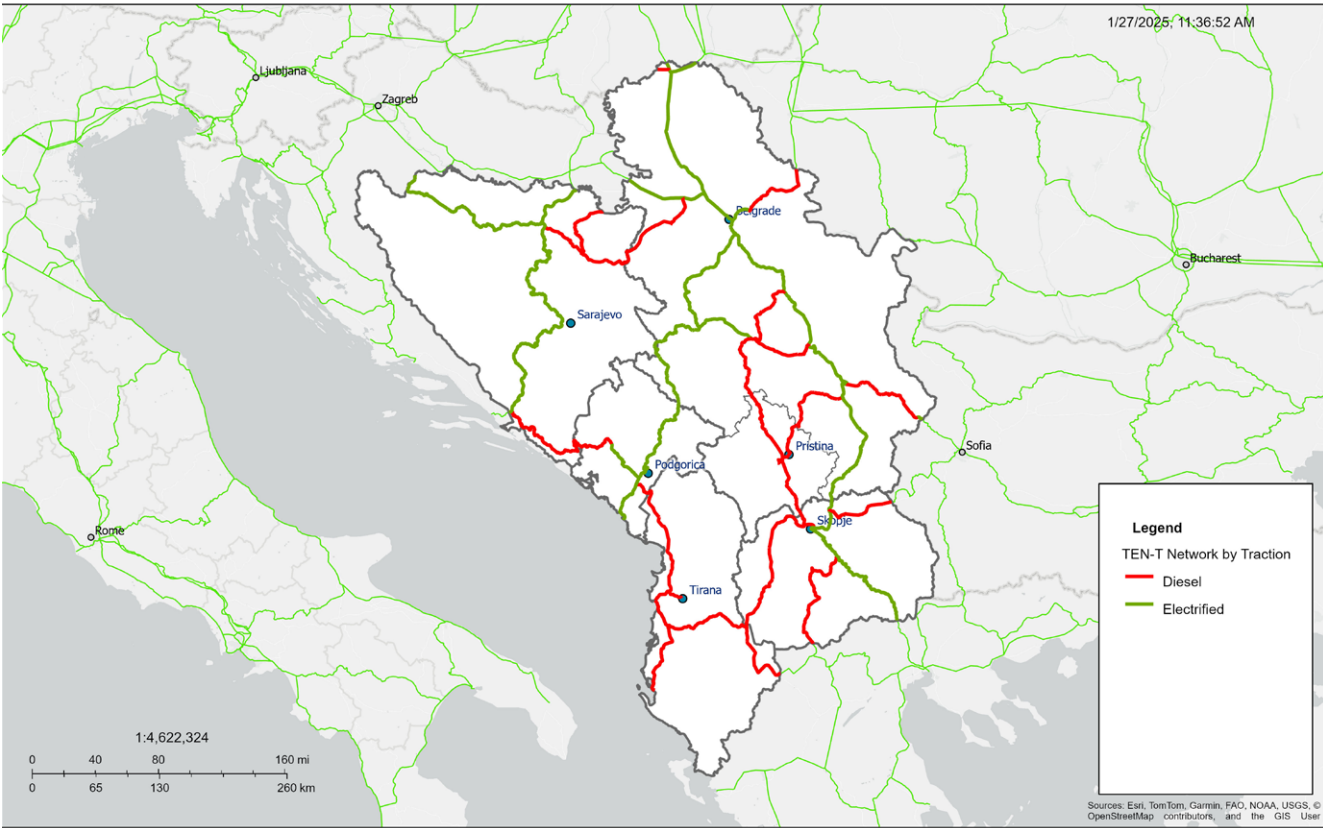 1/27/2025, 11:36:52 AM
Ljubljana
Zagreb
Belgrade
Bucharest
Sarajevo
Sofia
Pristina
Podgorica
Skopje
Rome
Tirana
Legend
TEN-T Network by Traction
Diesel
Electrified
1:4,622,324
0 40 80 160 mi
0 65 130 260 km
Sources: Esri, TomTom, Garmin, FAO, NOAA, USGS, ©
OpenStreetMap contributors, and the GIS User